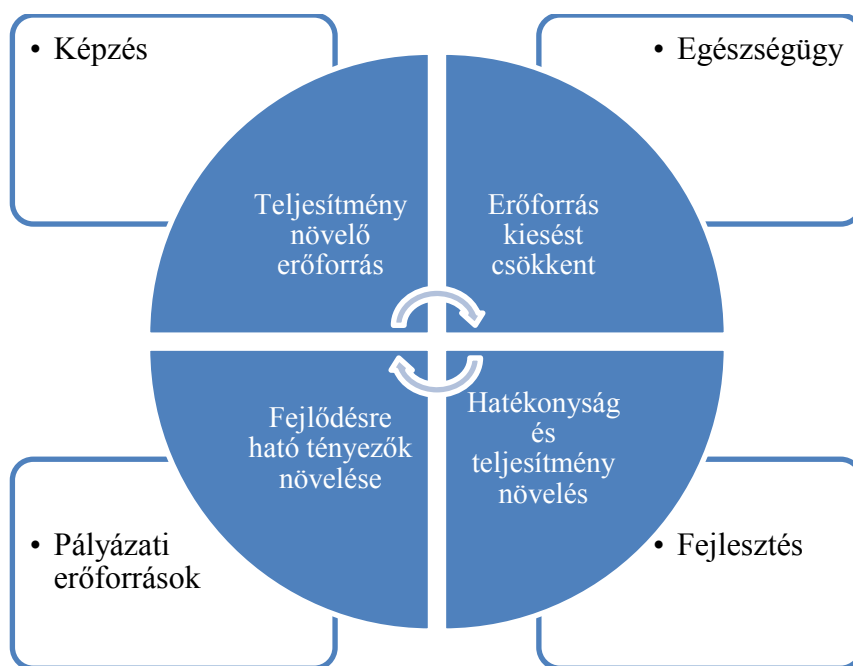 • Képzés
• Egészségügy
Teljesítmény
növelő
erőforrás
Erőforrás
kiesést
csökkent
Fejlődésre
ható tényezők
növelése
Hatékonyság
és
teljesítmény
növelés
• Pályázati
erőforrások
• Fejlesztés